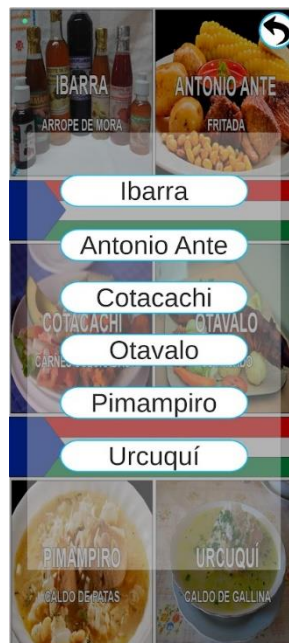 IBARRA
ANTONIO ANTE
ARROPE DE MORA
FRITADA
Ibarra
Antonio Ante
Cotacachi
COTACACHI
OTAVALO
Otavalo
Pimampiro
Urcuquí
PIMAMPIRO
URCUQUÍ
CALDO DE PATAS
CALDO DE GALLINA